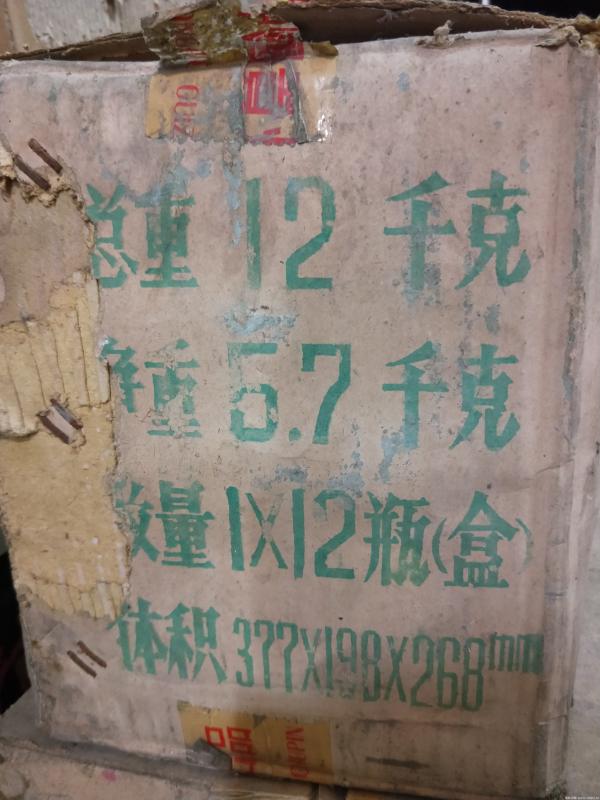 总重 12 千克
净重 5.7 千克
数量 1X12 瓶(盒)
体积 377X198X268mm
品